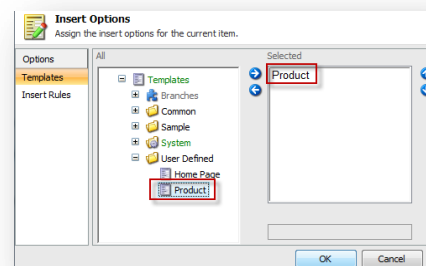 Insert Options
Assign the insert options for the current item.
Options
Templates
Insert Rules
All
Templates
Branches
Common
Sample
System
User Defined
Home Page
Product
Selected
Product
OK
Cancel